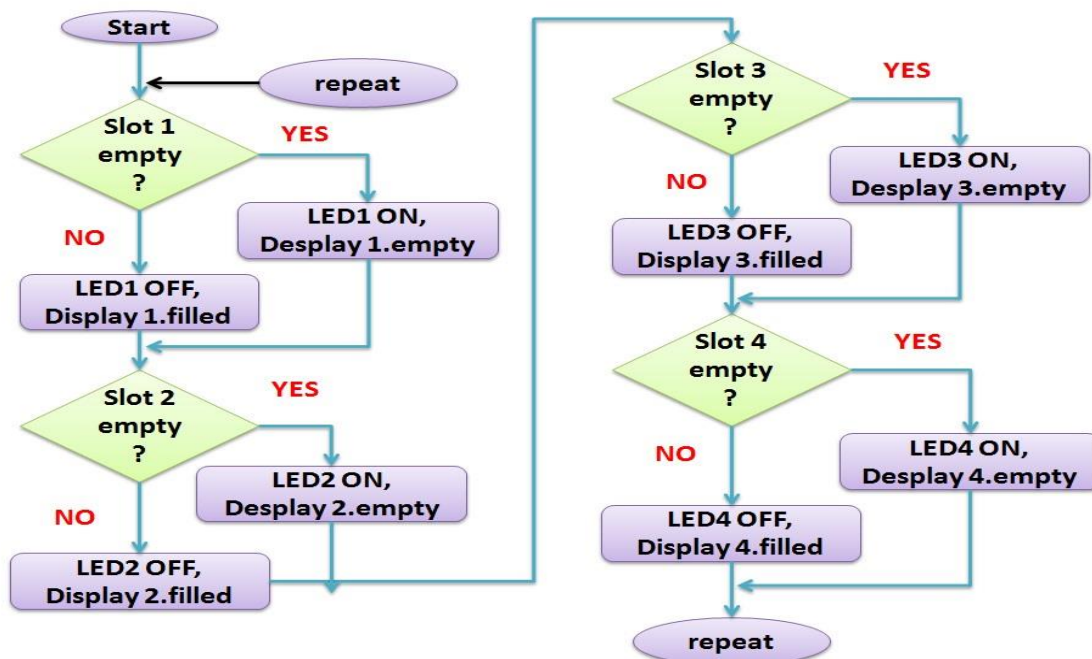 Start
repeat
Slot 1
empty
?
YES
NO
LED1 ON,
Desplay 1.empty
LED1 OFF,
Display 1.filled
Slot 2
empty
?
YES
NO
LED2 ON,
Desplay 2.empty
LED2 OFF,
Display 2.filled
Slot 3
empty
?
YES
NO
LED3 ON,
Desplay 3.empty
LED3 OFF,
Display 3.filled
Slot 4
empty
?
YES
NO
LED4 ON,
Desplay 4.empty
LED4 OFF,
Display 4.filled
repeat